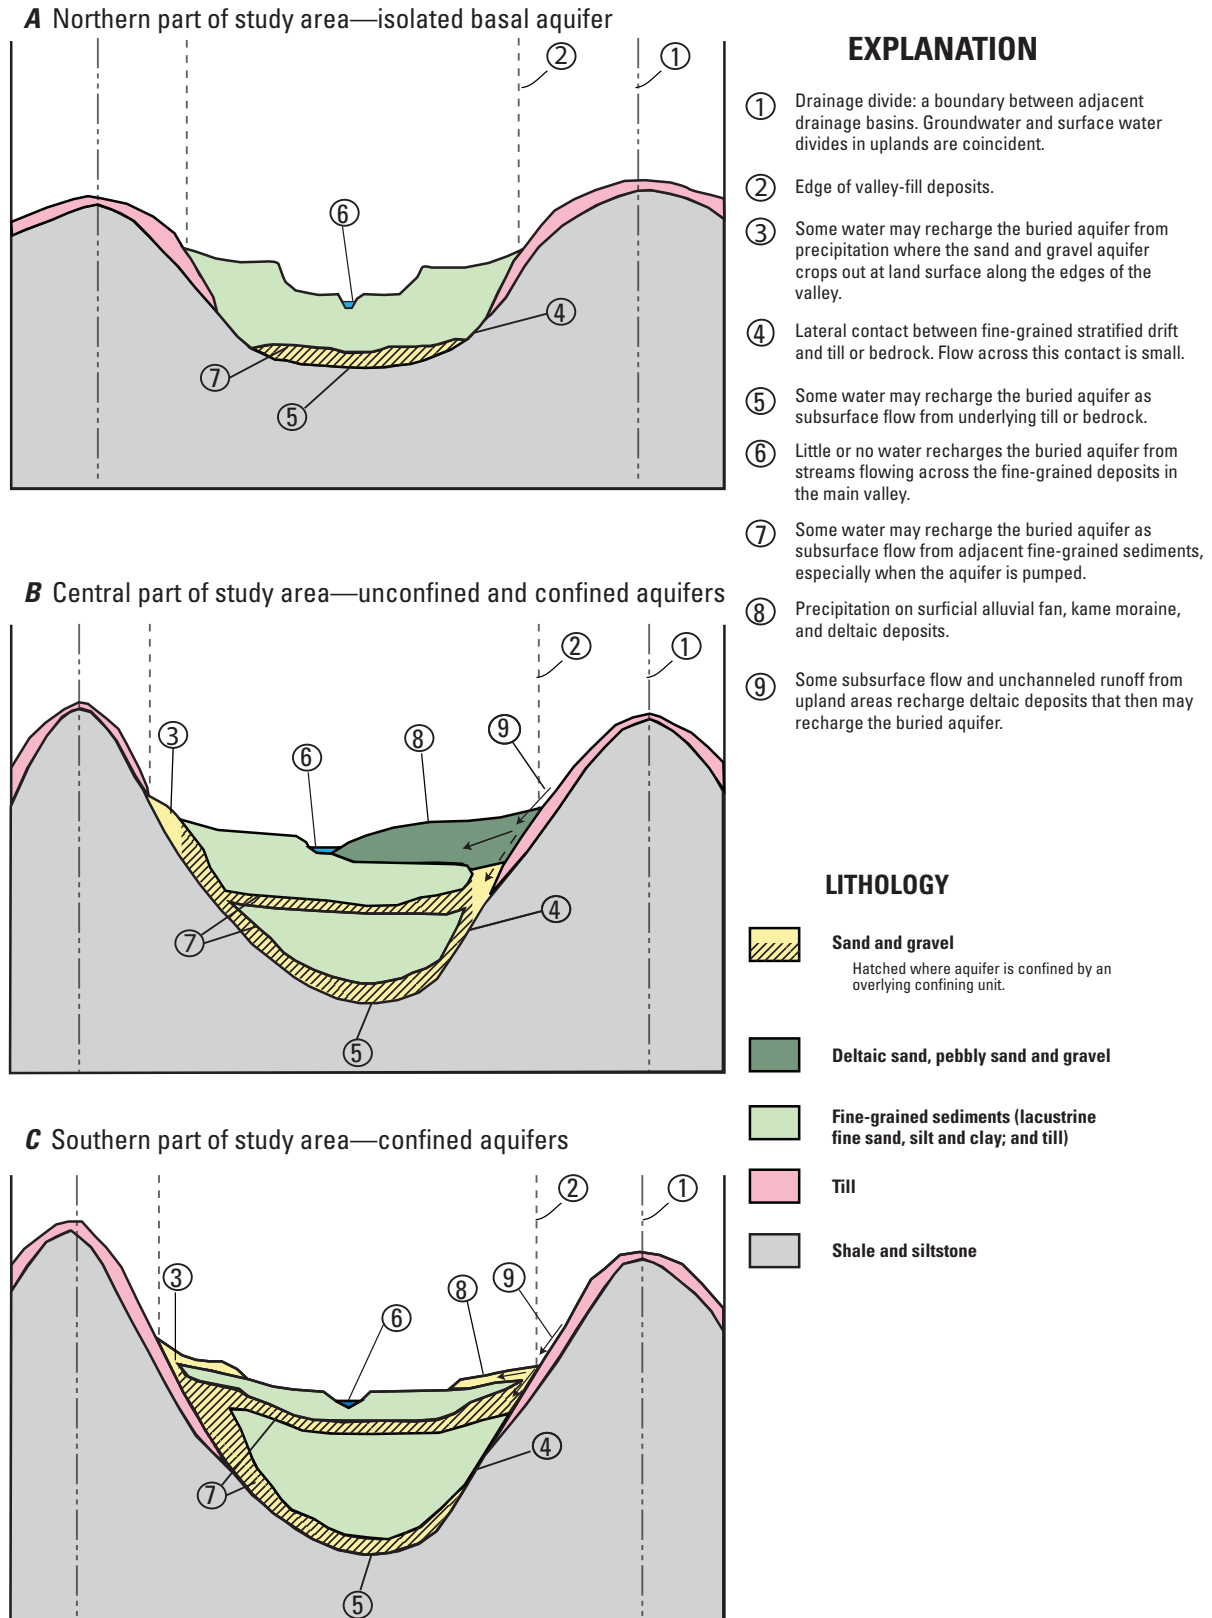 A Northern part of study area—isolated basal aquifer
2
1
6
4
7
5
B Central part of study area—unconfined and confined aquifers
2
1
3
6
8
9
7
4
5
C Southern part of study area—confined aquifers
2
1
3
6
8
9
7
4
5
EXPLANATION
1 Drainage divide: a boundary between adjacent
drainage basins. Groundwater and surface water
divides in uplands are coincident.
2 Edge of valley-fill deposits.
3 Some water may recharge the buried aquifer from
precipitation where the sand and gravel aquifer
crops out at land surface along the edges of the
valley.
4 Lateral contact between fine-grained stratified drift
and till or bedrock. Flow across this contact is small.
5 Some water may recharge the buried aquifer as
subsurface flow from underlying till or bedrock.
6 Little or no water recharges the buried aquifer from
streams flowing across the fine-grained deposits in
the main valley.
7 Some water may recharge the buried aquifer as
subsurface flow from adjacent fine-grained sediments,
especially when the aquifer is pumped.
8 Precipitation on surficial alluvial fan, kame moraine,
and deltaic deposits.
9 Some subsurface flow and unchanneled runoff from
upland areas recharge deltaic deposits that then may
recharge the buried aquifer.
LITHOLOGY
Sand and gravel
Hatched where aquifer is confined by an
overlying confining unit.
Deltaic sand, pebbly sand and gravel
Fine-grained sediments (lacustrine
fine sand, silt and clay; and till)
Till
Shale and siltstone